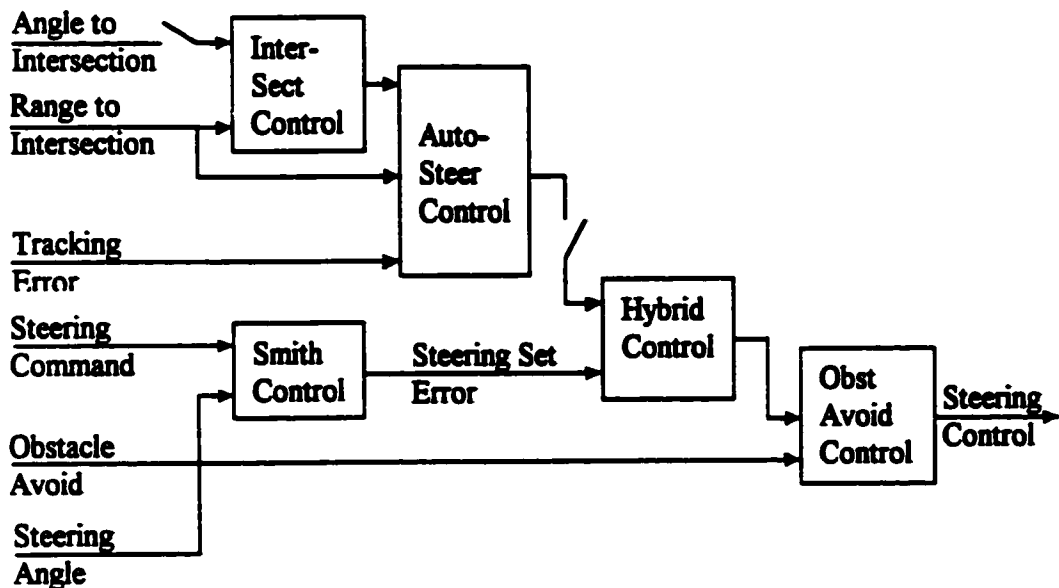 Angle to
Intersection
Inter-
Sect
Control
Range to
Intersection
Auto-
Steer
Control
Tracking
Error
Steering
Command
Smith
Control
Steering Set
Error
Hybrid
Control
Obst
Avoid
Control
Steering
Control
Obstacle
Avoid
Steering
Angle